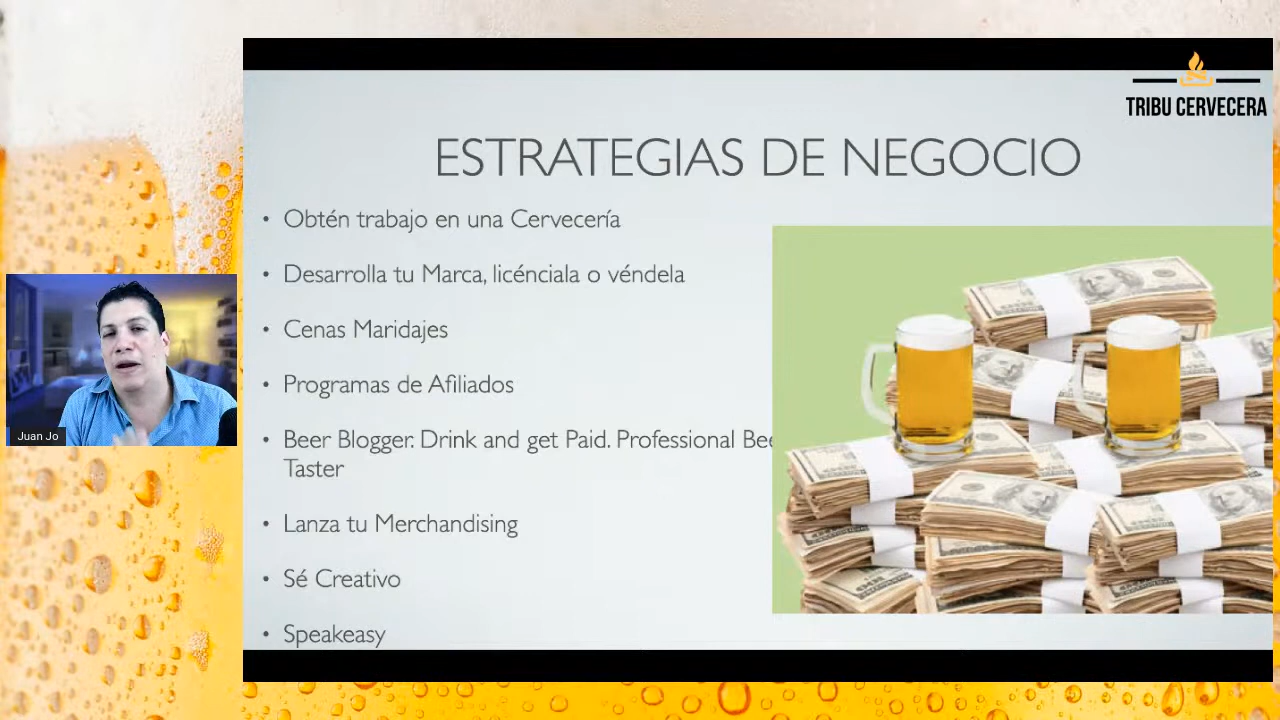 TRIBU CERVECERA
ESTRATEGIAS DE NEGOCIO
• Obtén trabajo en una Cervecería
• Desarrolla tu Marca, licénciala o véndela
• Cenas Maridajes
• Programas de Afiliados
• Beer Blogger. Drink and get Paid. Professional
Taster
• Lanza tu Merchandising
• Sé Creativo
• Speakeasy
Juan Jo